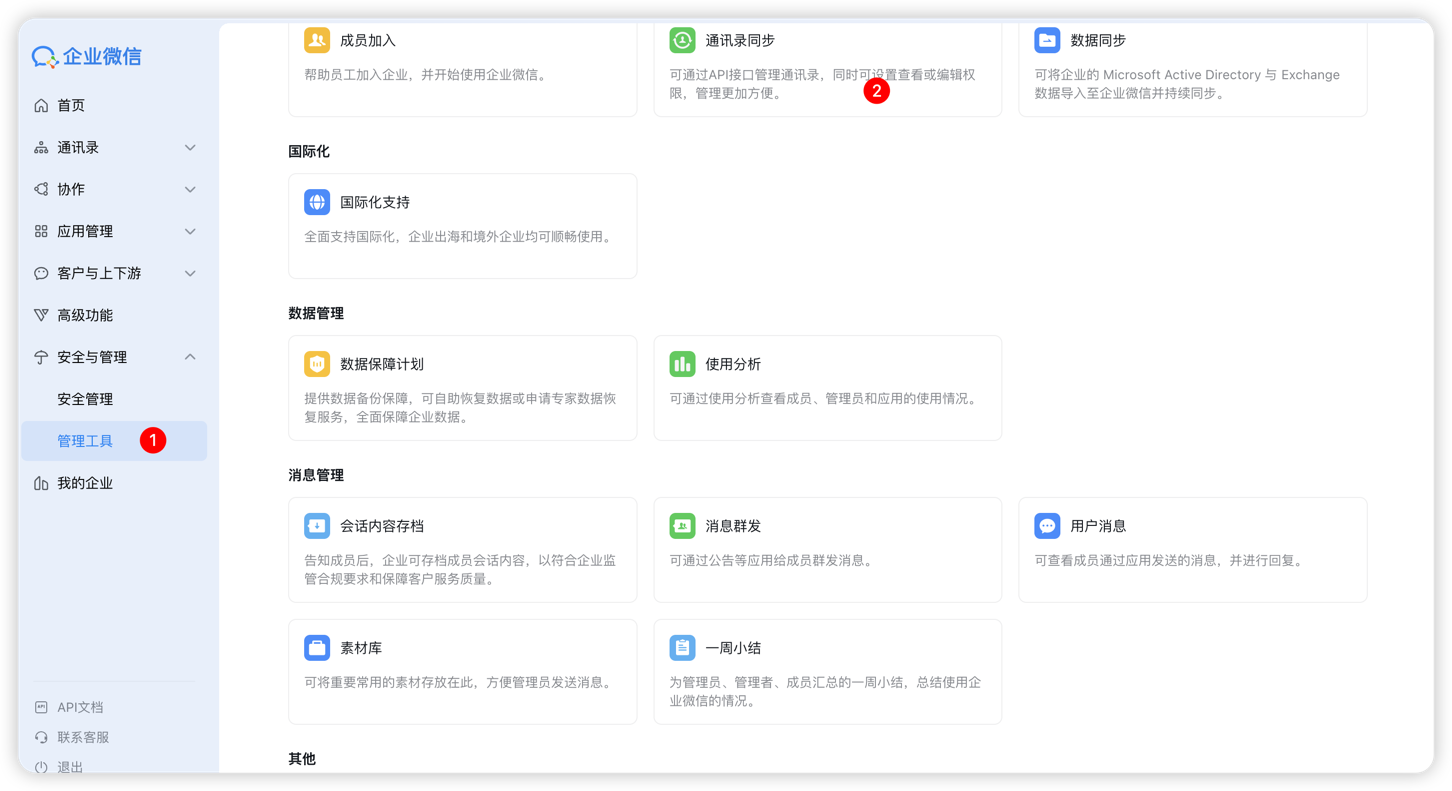 企业微信
首页
通讯录
协作
应用管理
客户与上下游
高级功能
安全与管理
安全管理
管理工具
1
我的企业
API
API文档
联系客服
退出
成员加入
帮助员工加入企业，并开始使用企业微信。
通讯录同步
可通过API接口管理通讯录，同时可设置查看或编辑权
限，管理更加方便。
2
数据同步
可将企业的 Microsoft Active Directory 与 Exchange
数据导入至企业微信并持续同步。
国际化
国际化支持
全面支持国际化，企业出海和境外企业均可顺畅使用。
数据管理
数据保障计划
提供数据备份保障，可自助恢复数据或申请专家数据恢
复服务，全面保障企业数据。
使用分析
可通过使用分析查看成员、管理员和应用的使用情况。
消息管理
会话内容存档
告知成员后，企业可存档成员会话内容，以符合企业监
管合规要求和保障客户服务质量。
消息群发
可通过公告等应用给成员群发消息。
用户消息
可查看成员通过应用发送的消息，并进行回复。
素材库
可将重要常用的素材存放在此，方便管理员发送消息。
一周小结
为管理员、管理者、成员汇总的一周小结，总结使用企
业微信的情况。
其他